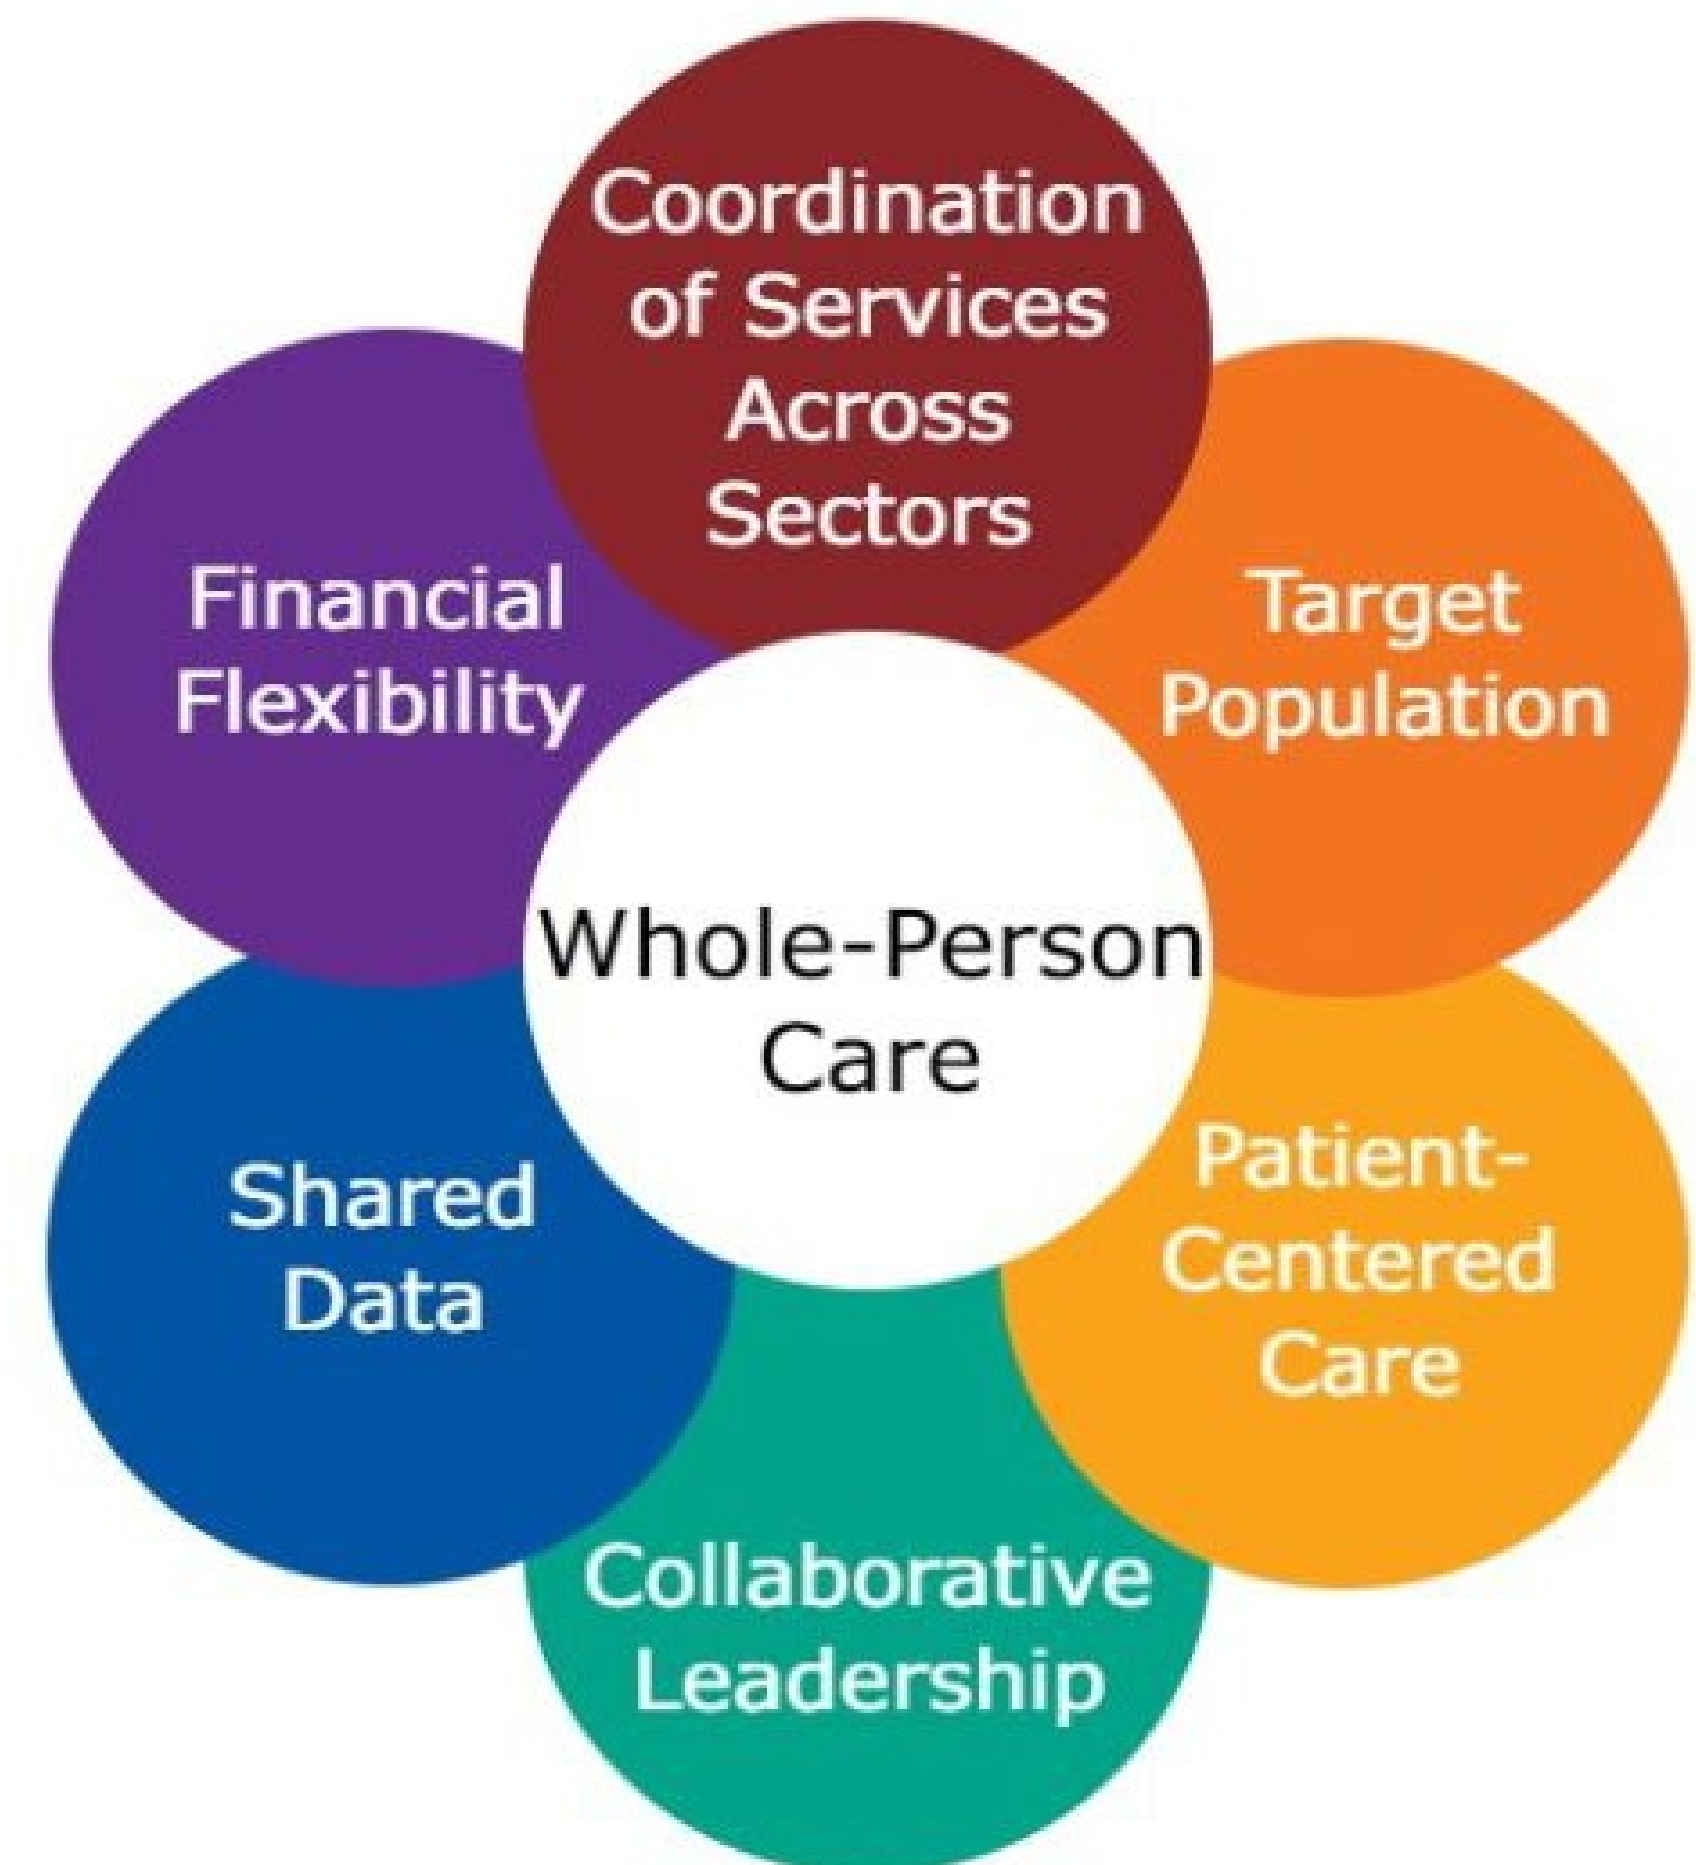 Coordination
of Services
Across
Sectors
Target
Population
Patient-
Centered
Care
Collaborative
Leadership
Shared
Data
Financial
Flexibility
Whole-Person
Care